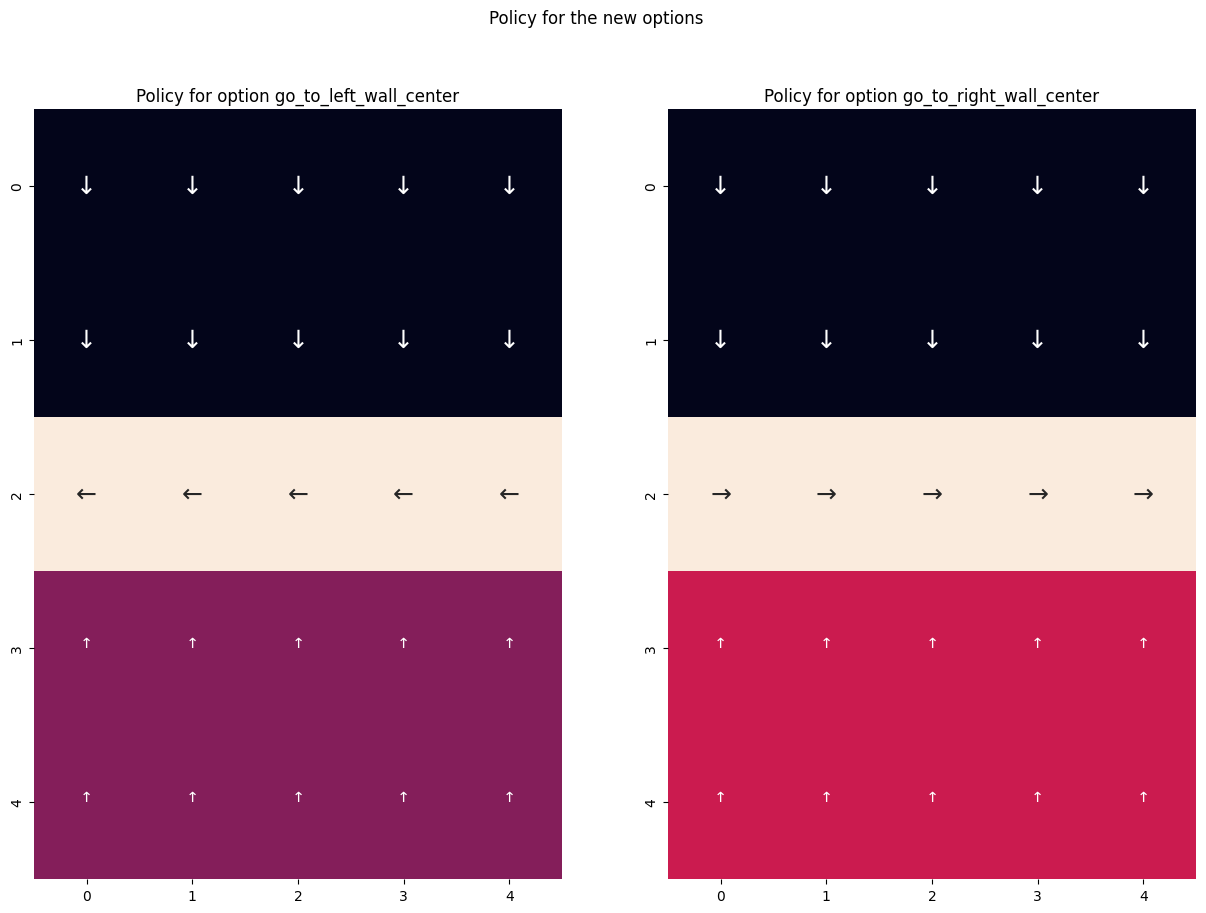 Policy for the new options
Policy for option go_to_left_wall_center
0 ↓ ↓ ↓ ↓ ↓
1 ↓ ↓ ↓ ↓ ↓
2 ← ← ← ← ←
3 ↑ ↑ ↑ ↑ ↑
4 ↑ ↑ ↑ ↑ ↑
0 1 2 3 4
Policy for option go_to_right_wall_center
0 ↓ ↓ ↓ ↓ ↓
1 ↓ ↓ ↓ ↓ ↓
2 → → → → →
3 ↑ ↑ ↑ ↑ ↑
4 ↑ ↑ ↑ ↑ ↑
0 1 2 3 4